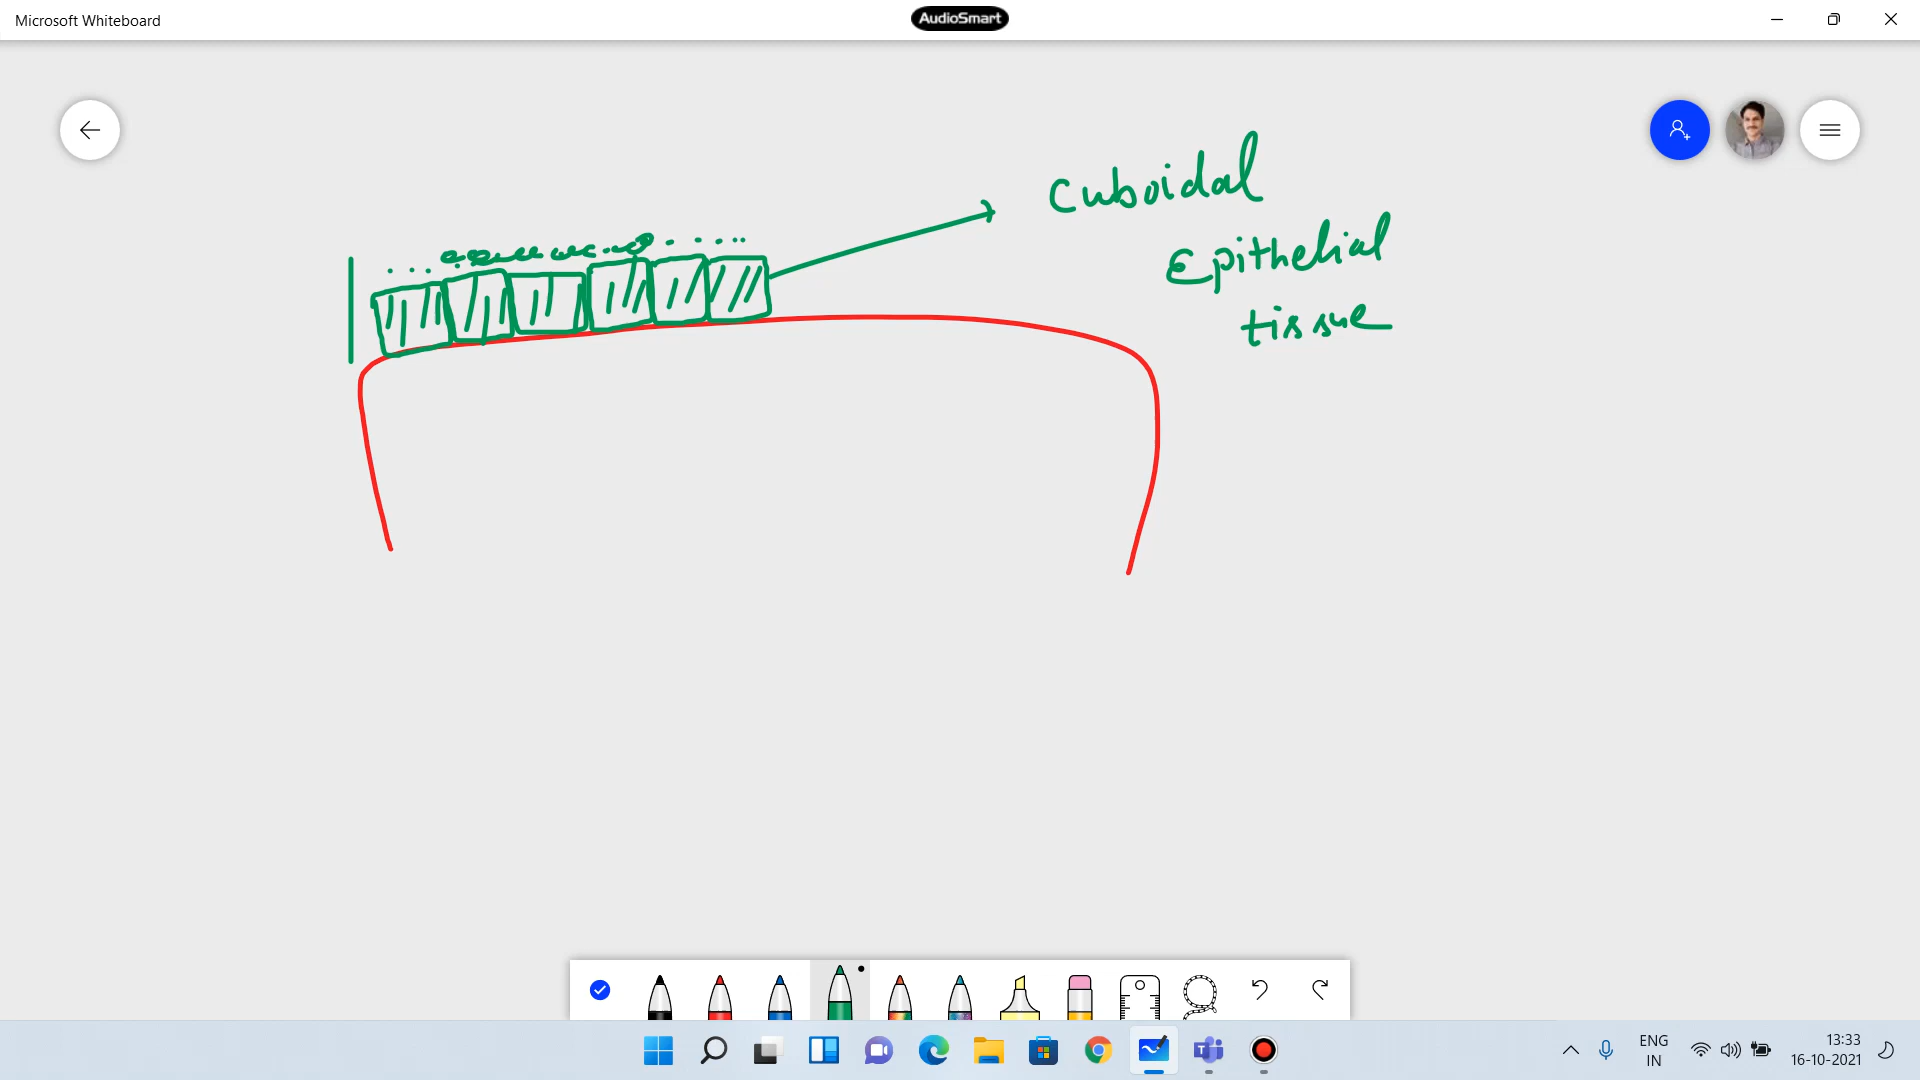 Microsoft Whiteboard
AudioSmart
Cuboidal
Epithelial
tissue
ENG
IN
13:33
16-10-2021